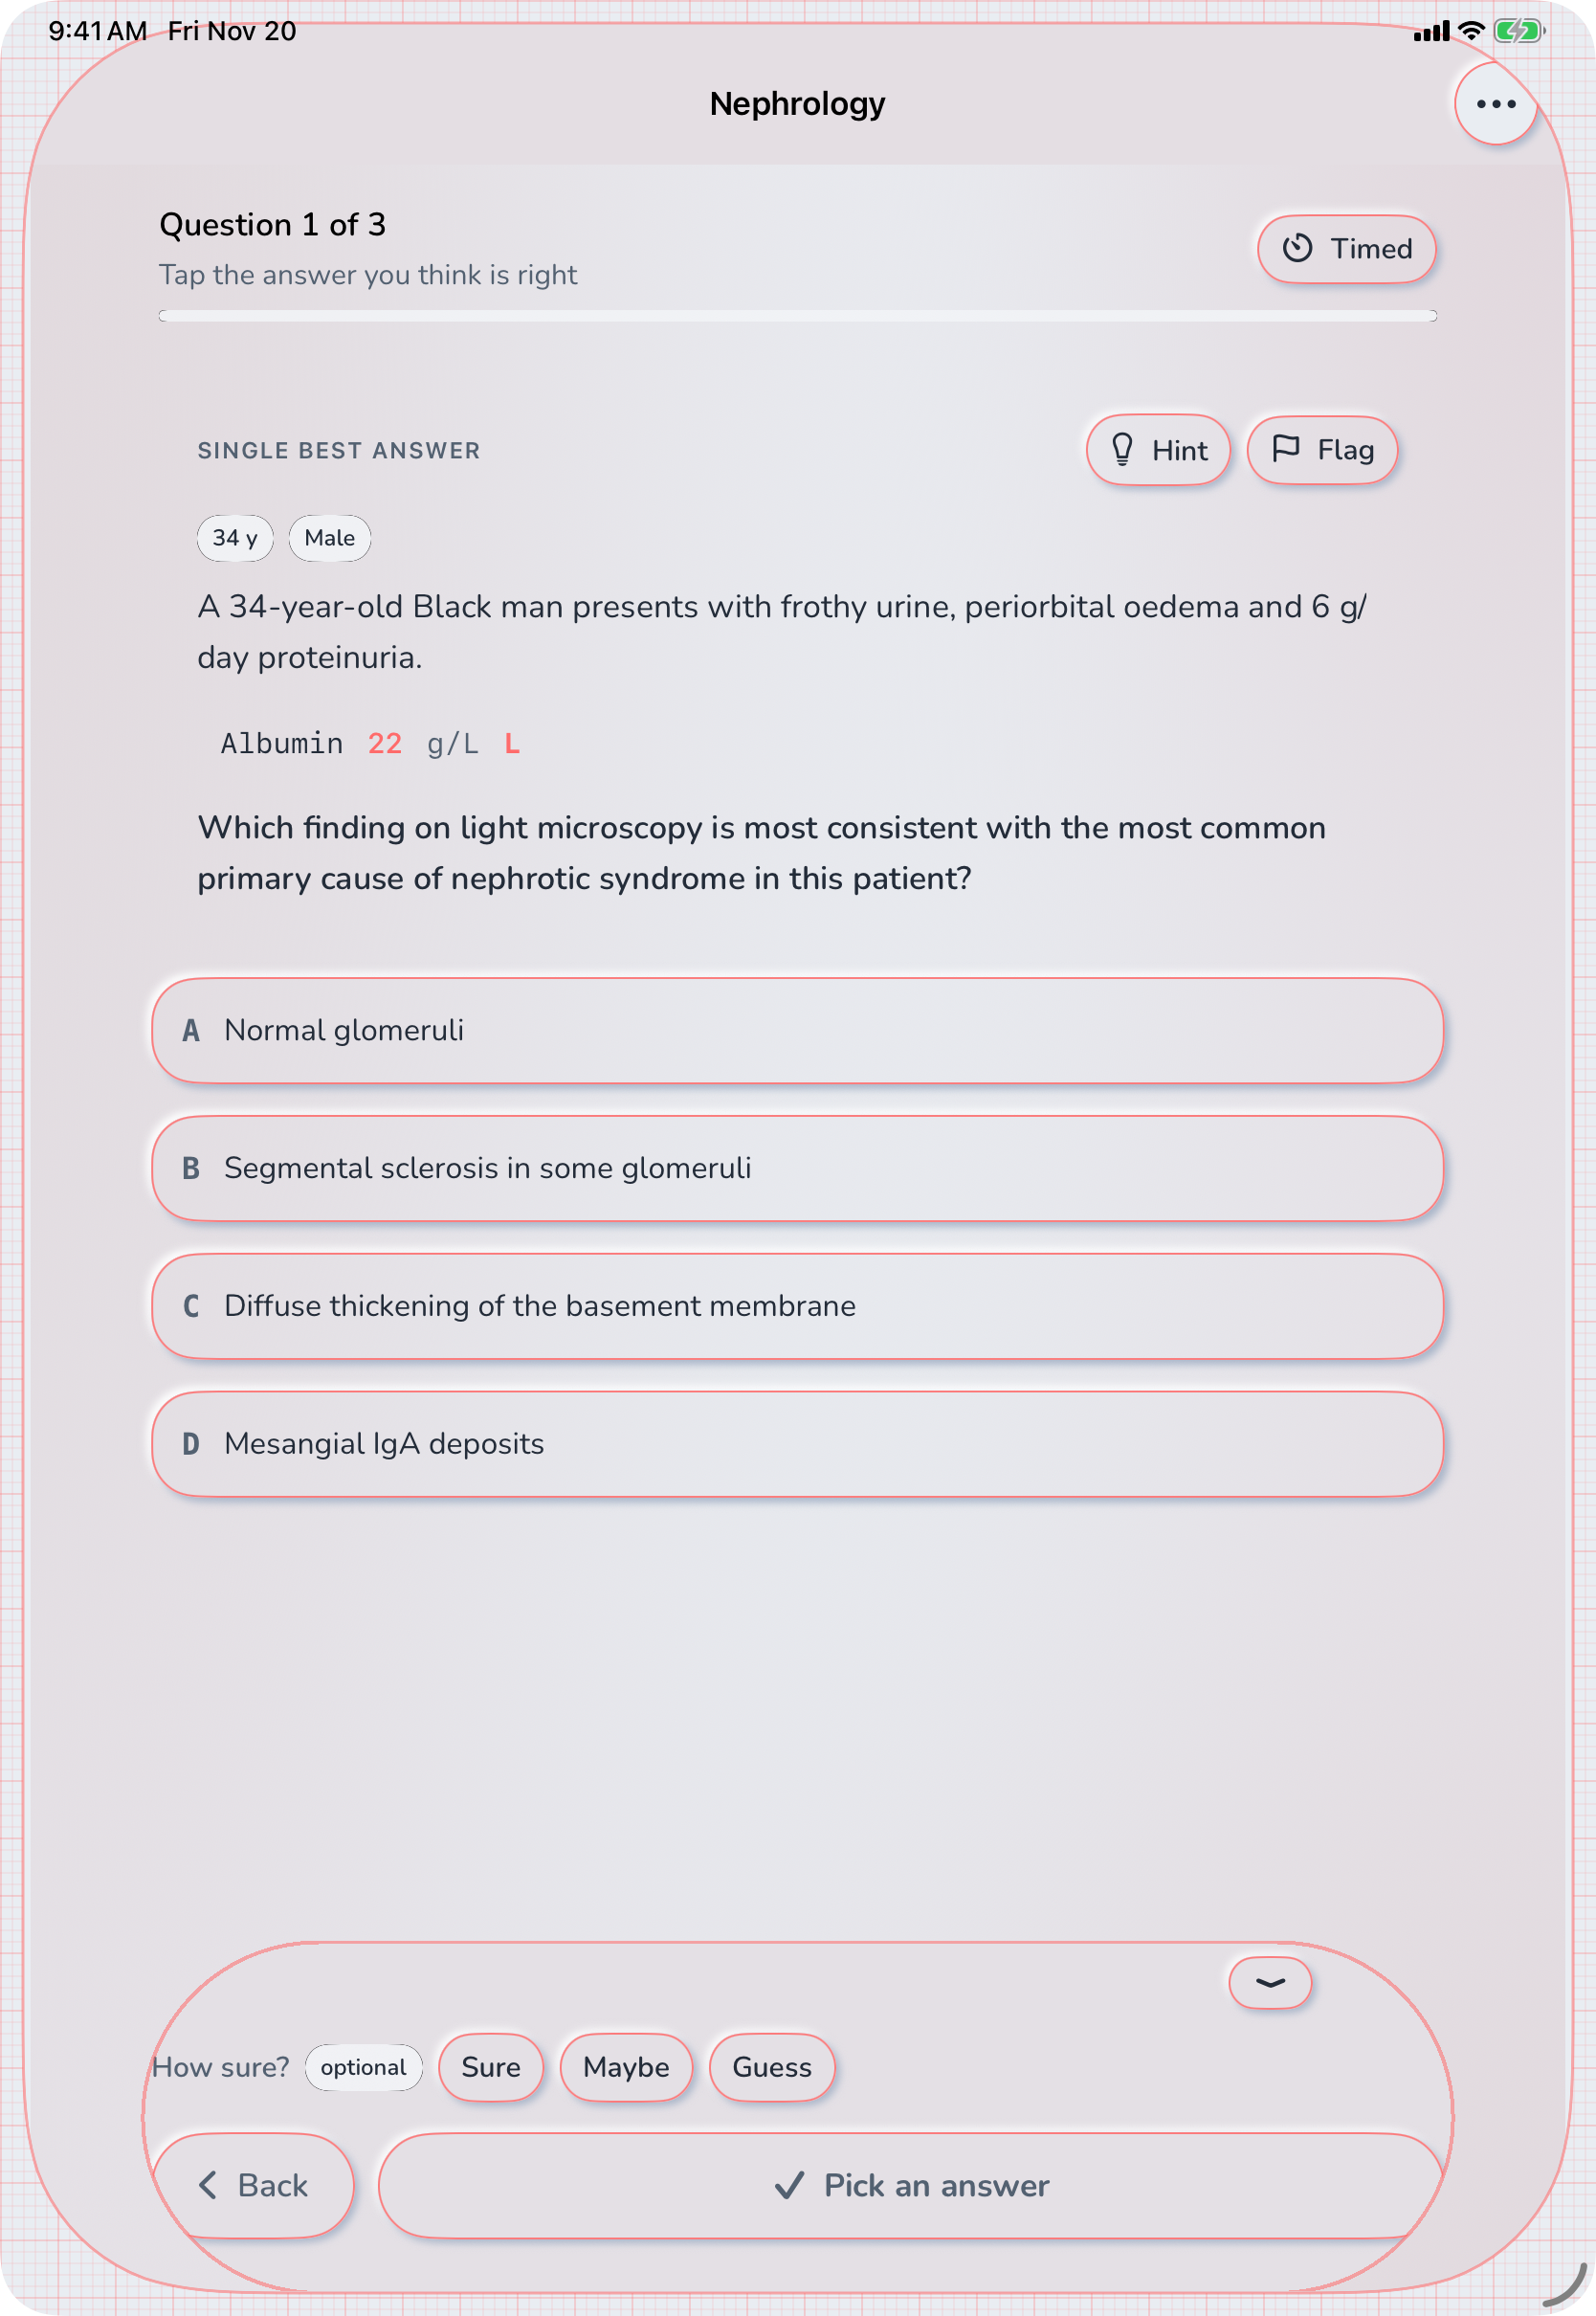 9:41 AM Fri Nov 20
Nephrology
Question 1 of 3
Tap the answer you think is right
Timed
SINGLE BEST ANSWER
Hint
Flag
34 y
Male
A 34-year-old Black man presents with frothy urine, periorbital oedema and 6 g/
day proteinuria.
Albumin 22 g/L L
Which finding on light microscopy is most consistent with the most common
primary cause of nephrotic syndrome in this patient?
A Normal glomeruli
B Segmental sclerosis in some glomeruli
C Diffuse thickening of the basement membrane
D Mesangial IgA deposits
How sure? optional Sure Maybe Guess
Back
Pick an answer